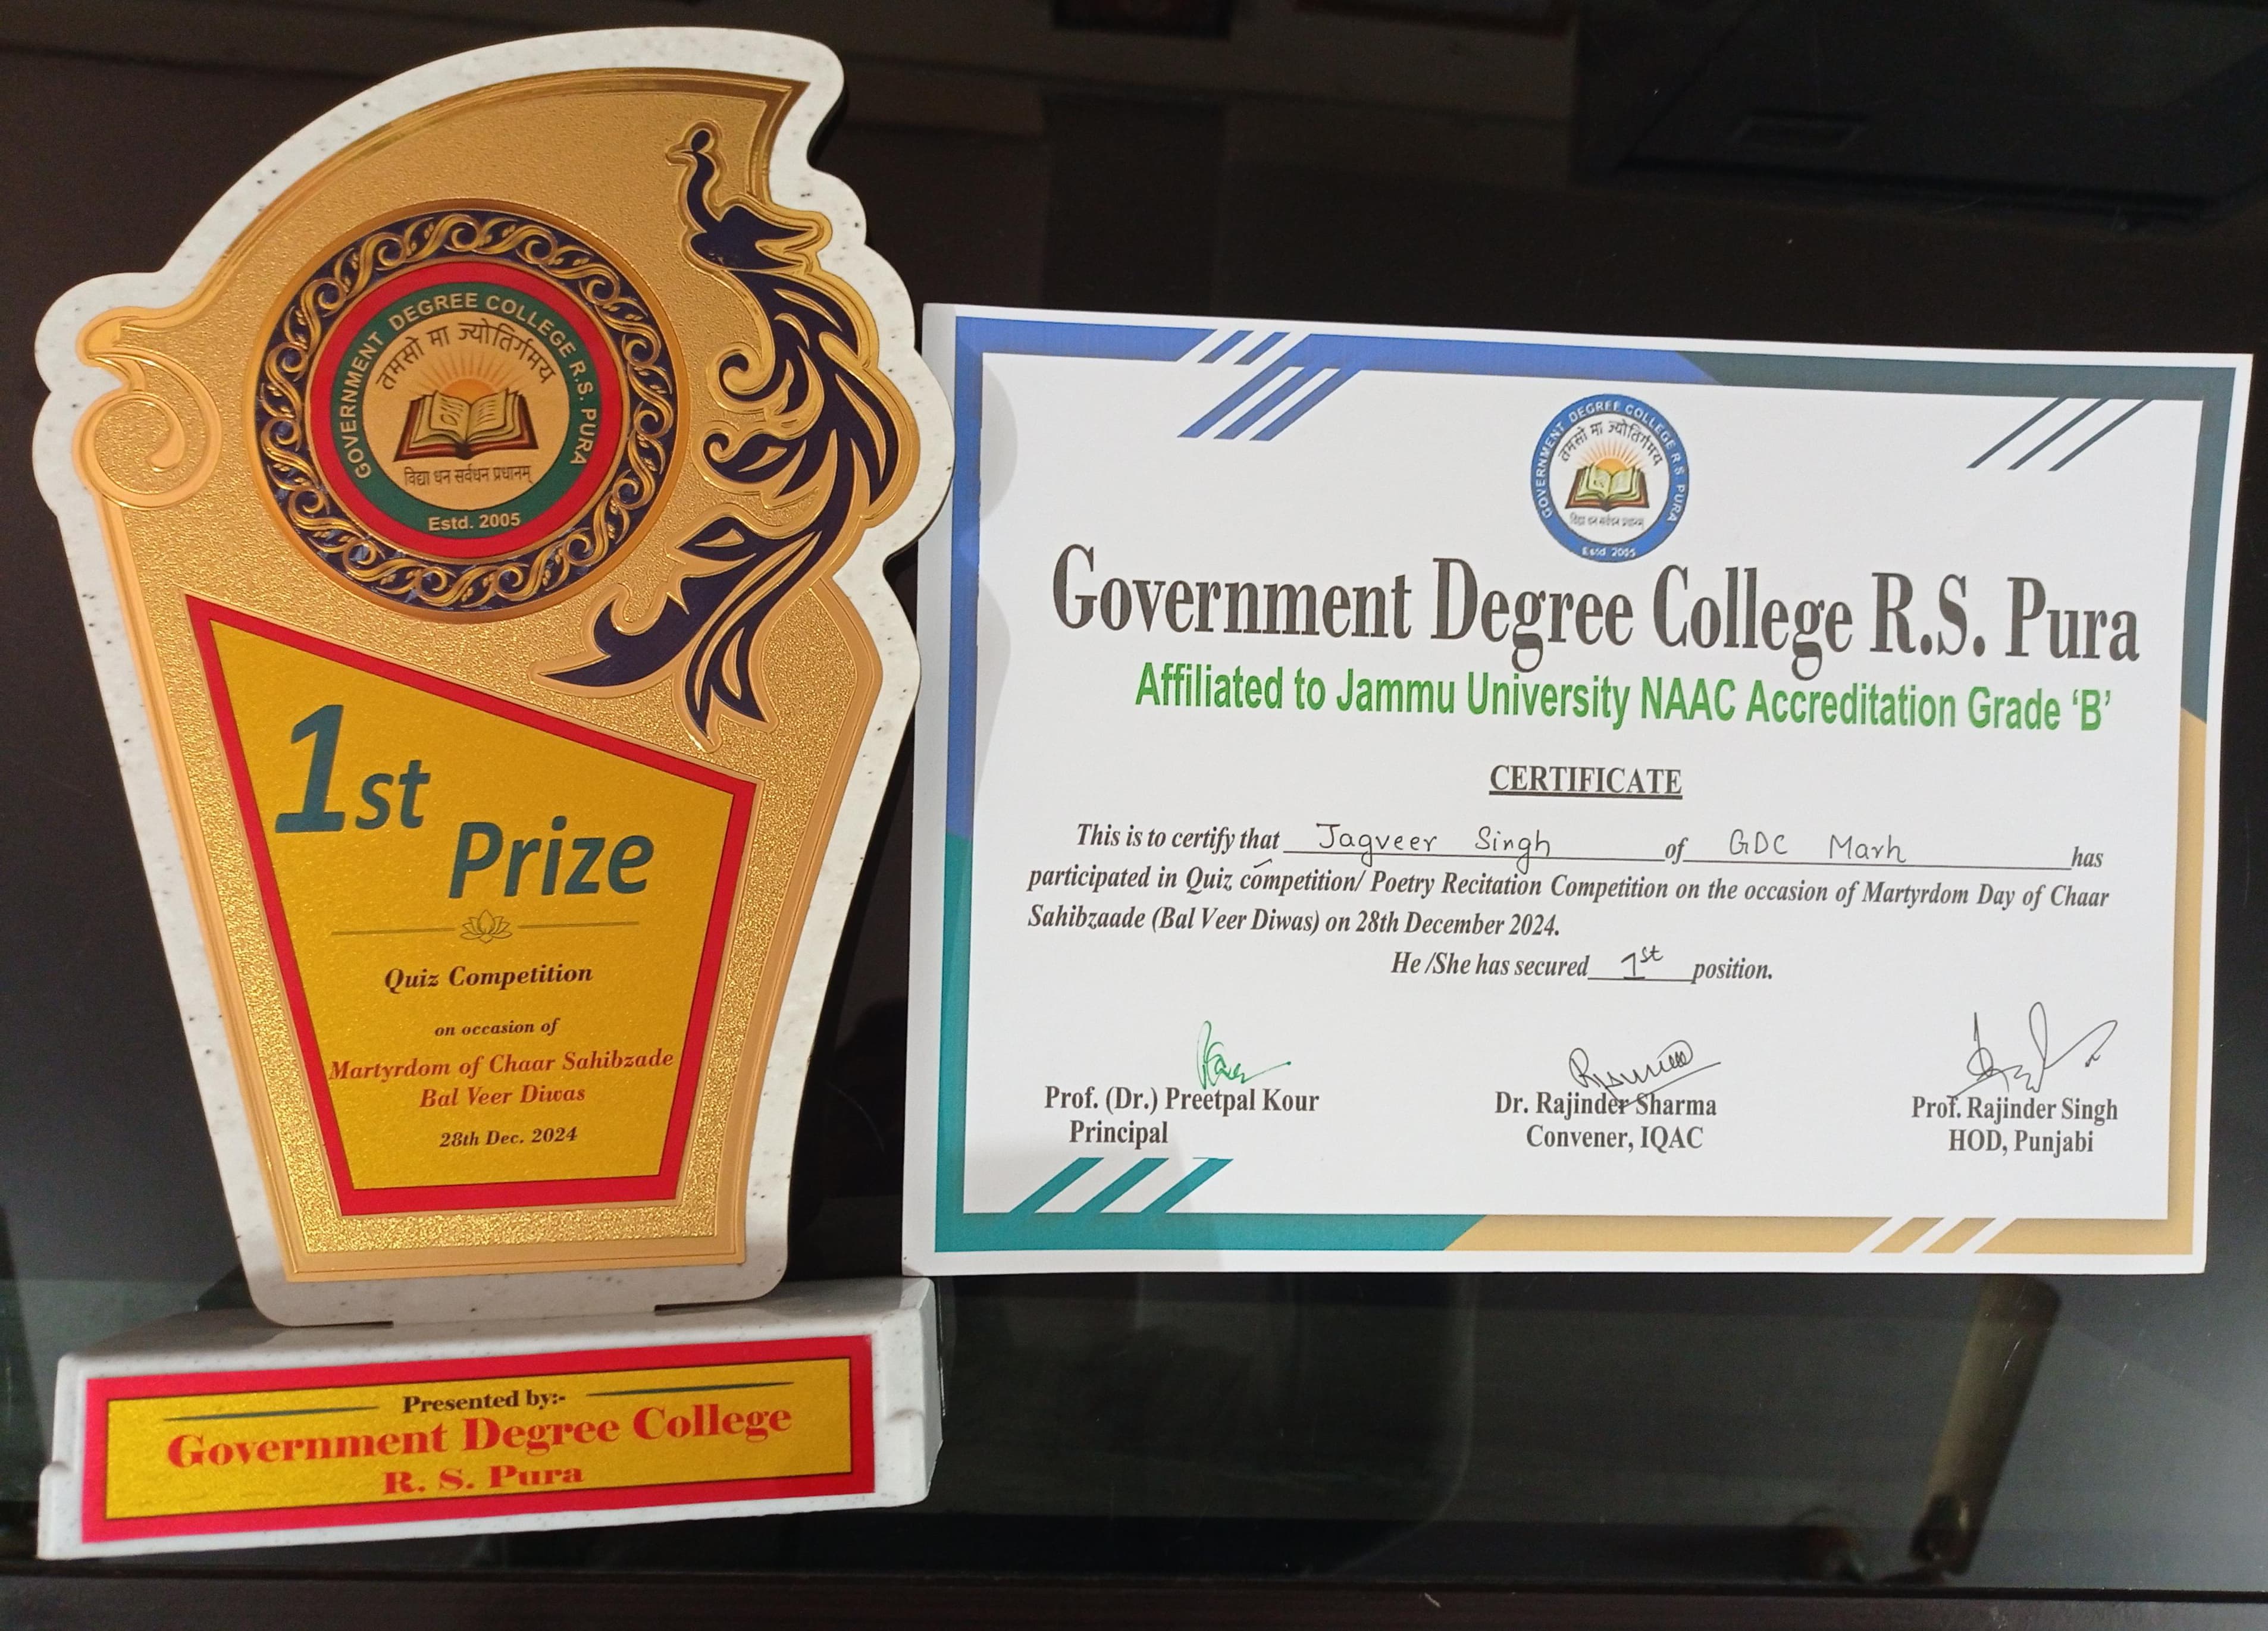 GOVERNMENT DEGREE COLLEGE R.S. PURA
तमसो मा ज्योतिर्गमय
विद्या धन सर्वधन प्रधानम्
Estd. 2005
1st
Prize
Quiz Competition
on occasion of
Martyrdom of Chaar Sahibzade
Bal Veer Diwas
28th Dec. 2024
Presented by:-
Government Degree College
R. S. Pura
GOVERNMENT DEGREE COLLEGE R.S. PURA
तमसो मा ज्योतिर्गमय
विद्या धन सर्वधन प्रधानम्
Estd 2005
Government Degree College R.S. Pura
Affiliated to Jammu University NAAC Accreditation Grade ‘B’
CERTIFICATE
This is to certify that Jagveer Singh of GDC Marh has
participated in Quiz competition/ Poetry Recitation Competition on the occasion of Martyrdom Day of Chaar
Sahibzaade (Bal Veer Diwas) on 28th December 2024.
He /She has secured 1st position.
Prof. (Dr.) Preetpal Kour
Principal
Dr. Rajinder Sharma
Convener, IQAC
Prof. Rajinder Singh
HOD, Punjabi